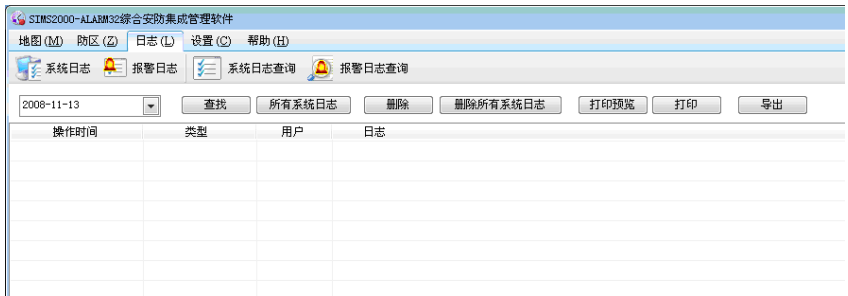 SIMS2000-ALARM32综合安防集成管理软件
地图(M) 防区(Z) 日志(L) 设置(C) 帮助(H)
系统日志 报警日志 系统日志查询 报警日志查询
2008-11-13 查找 所有系统日志 删除 删除所有系统日志 打印预览 打印 导出
操作时间 类型 用户 日志